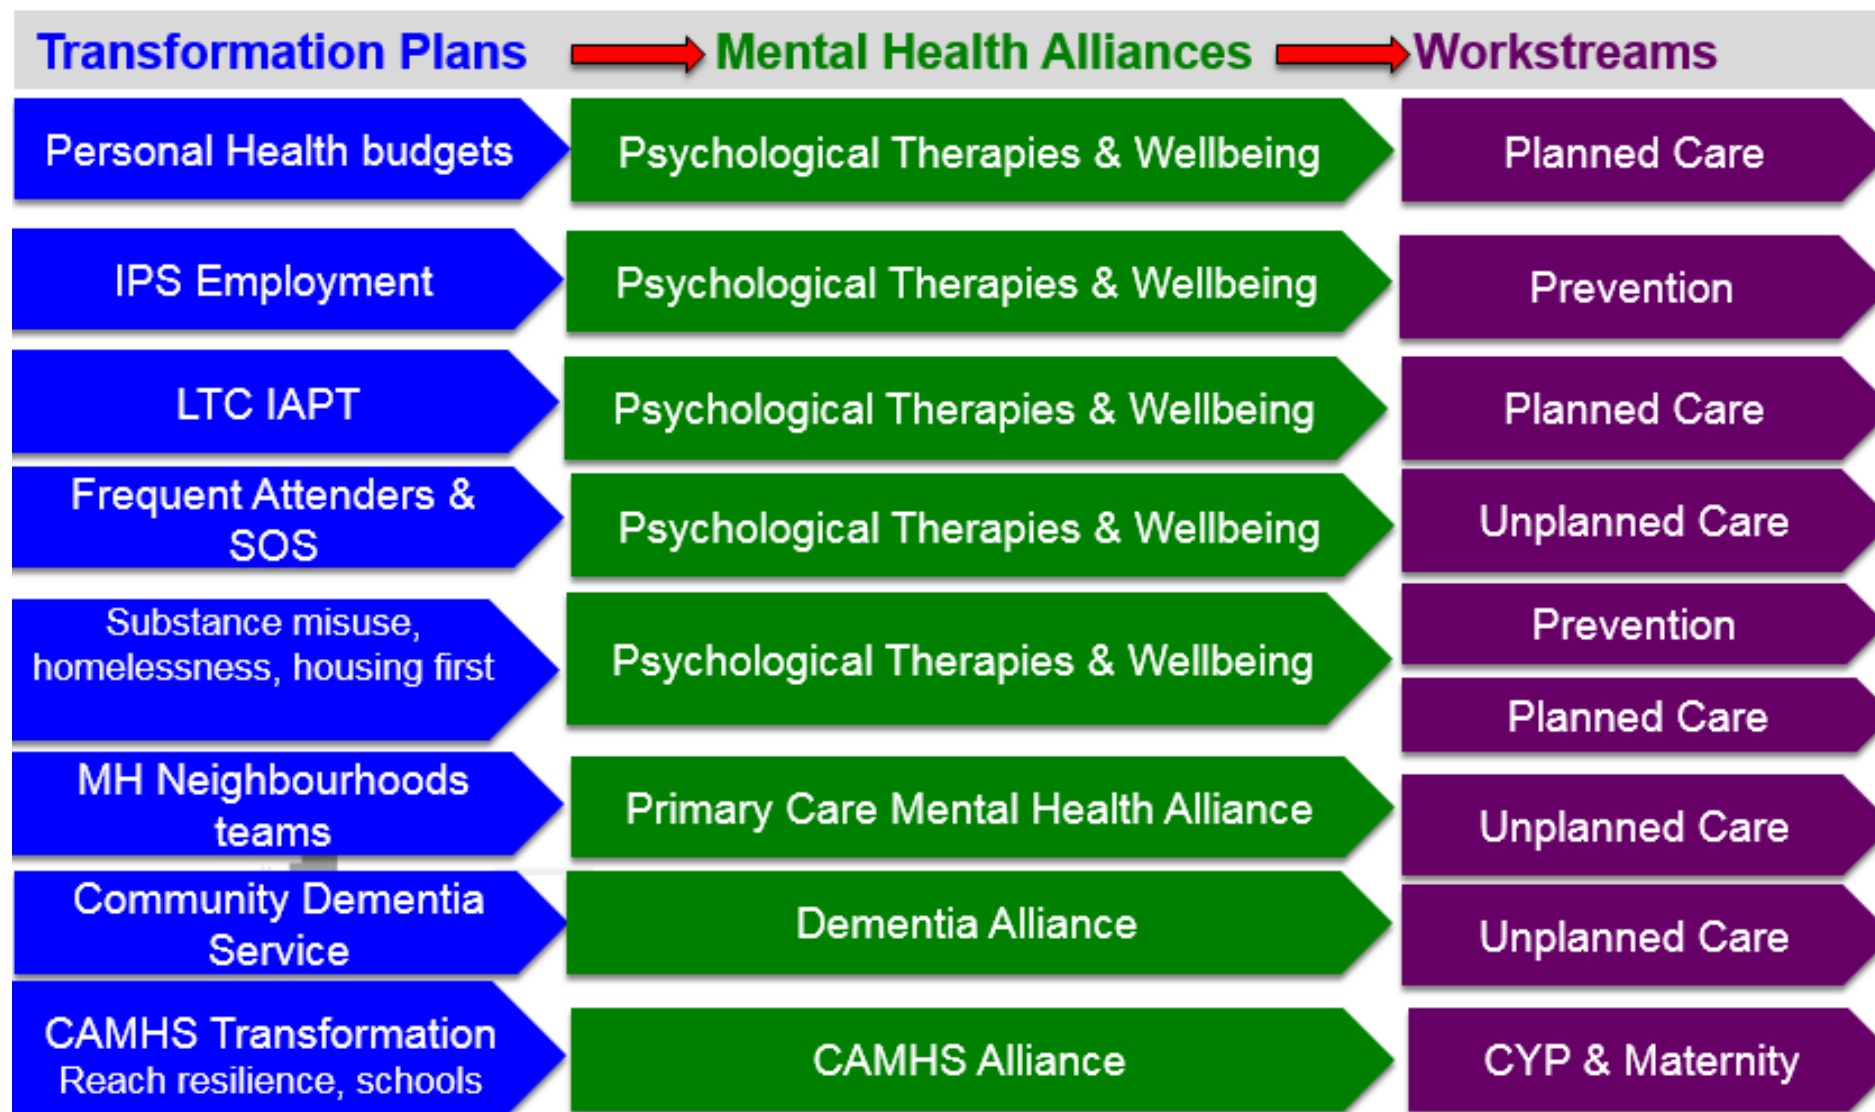 Transformation Plans Mental Health Alliances Workstreams
Personal Health budgets Psychological Therapies & Wellbeing Planned Care
IPS Employment Psychological Therapies & Wellbeing Prevention
LTC IAPT Psychological Therapies & Wellbeing Planned Care
Frequent Attenders &
SOS
Psychological Therapies & Wellbeing
Unplanned Care
Substance misuse,
homelessness, housing first
Psychological Therapies & Wellbeing
Prevention
Planned Care
MH Neighbourhoods
teams
Primary Care Mental Health Alliance
Unplanned Care
Community Dementia
Service
Dementia Alliance
Unplanned Care
CAMHS Transformation
Reach resilience, schools
CAMHS Alliance
CYP & Maternity